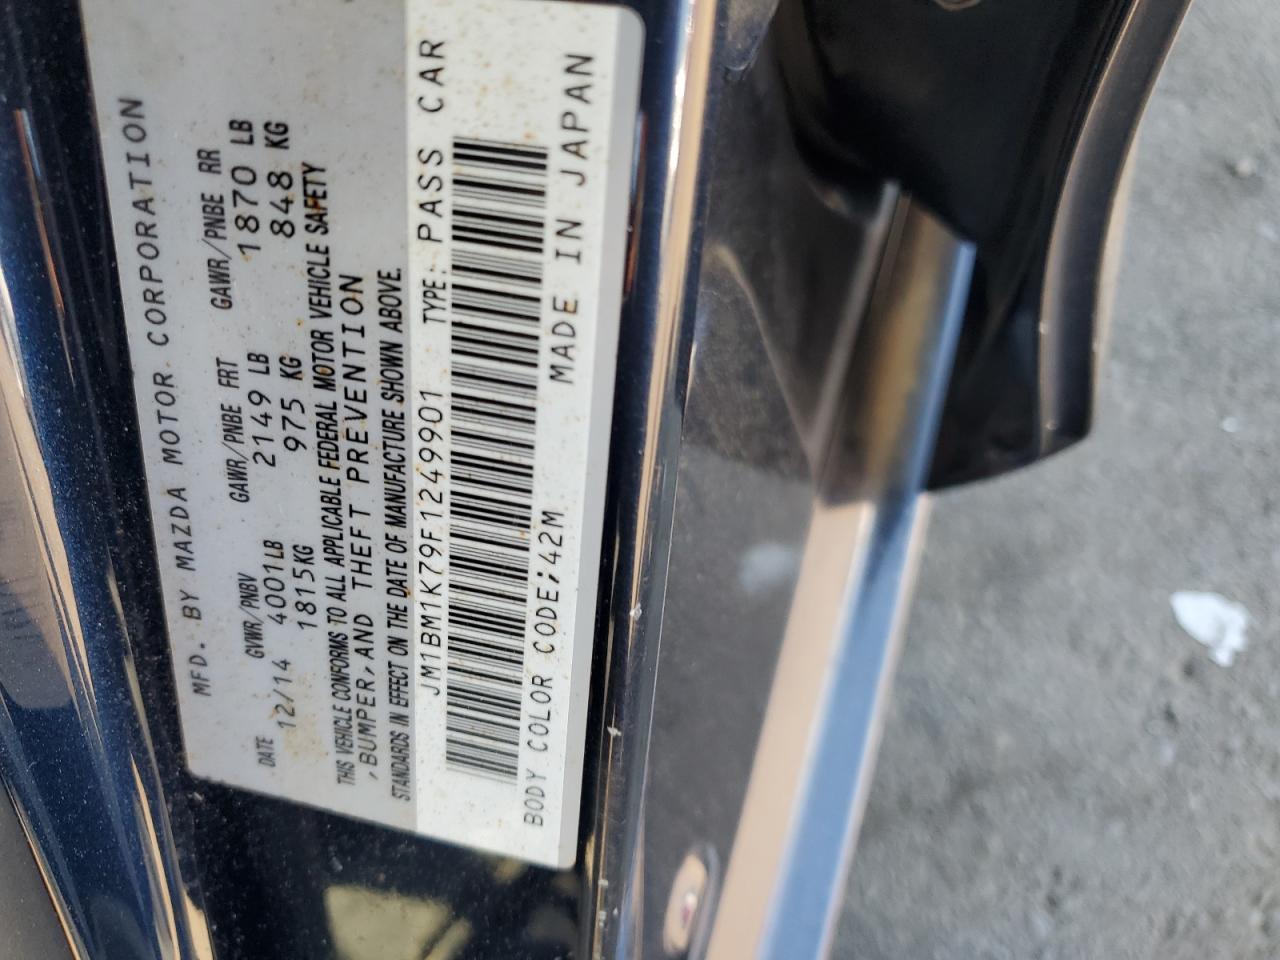 MFD. BY MAZDA MOTOR CORPORATION
DATE GVWR/PNBV GAWR/PNBE FRT GAWR/PNBE RR
12/14 4001LB 2149 LB 1870 LB
1815KG 975 KG 848 KG
THIS VEHICLE CONFORMS TO ALL APPLICABLE FEDERAL MOTOR VEHICLE SAFETY
,BUMPER,AND THEFT PREVENTION
STANDARDS IN EFFECT ON THE DATE OF MANUFACTURE SHOWN ABOVE.
JM1BM1K79F1249901 TYPE: PASS CAR
BODY COLOR CODE;42M MADE IN JAPAN